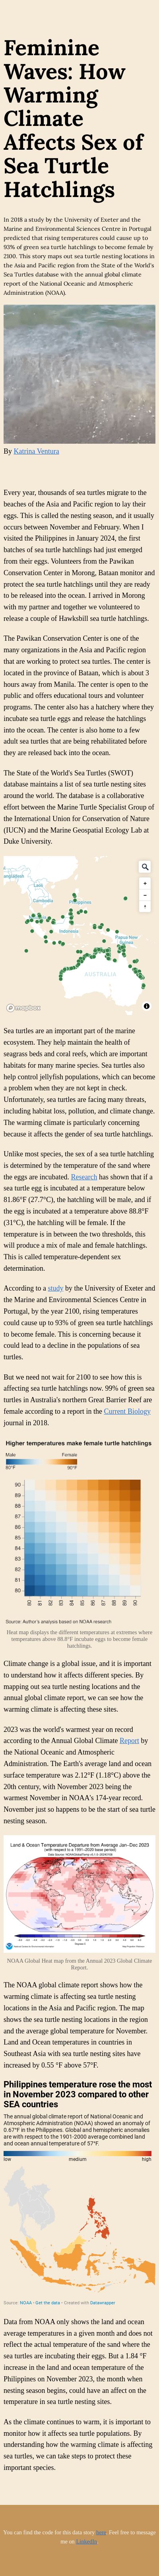 Feminine
Waves: How
Warming
Climate
Affects Sex of
Sea Turtle
Hatchlings
In 2018 a study by the University of Exeter and the
Marine and Environmental Sciences Centre in Portugal
predicted that rising temperatures could cause up to
93% of green sea turtle hatchlings to become female by
2100. This story maps out sea turtle nesting locations in
the Asia and Pacific region from the State of the World's
Sea Turtles database with the annual global climate
report of the National Oceanic and Atmospheric
Administration (NOAA).
By Katrina Ventura
Every year, thousands of sea turtles migrate to the
beaches of the Asia and Pacific region to lay their
eggs. This is called the nesting season, and it usually
occurs between November and February. When I
visited the Philippines in January 2024, the first
batches of sea turtle hatchlings had just emerged
from their eggs. Volunteers from the Pawikan
Conservation Center in Morong, Bataan monitor and
protect the sea turtle hatchlings until they are ready
to be released into the ocean. I arrived in Morong
with my partner and together we volunteered to
release a couple of Hawksbill sea turtle hatchlings.
The Pawikan Conservation Center is one of the
many organizations in the Asia and Pacific region
that are working to protect sea turtles. The center is
located in the province of Bataan, which is about 3
hours away from Manila. The center is open to the
public and offers educational tours and volunteer
programs. The center also has a hatchery where they
incubate sea turtle eggs and release the hatchlings
into the ocean. The center is also home to a few
adult sea turtles that are being rehabilitated before
they are released back into the ocean.
The State of the World's Sea Turtles (SWOT)
database maintains a list of sea turtle nesting sites
around the world. The database is a collaborative
effort between the Marine Turtle Specialist Group of
the International Union for Conservation of Nature
(IUCN) and the Marine Geospatial Ecology Lab at
Duke University.
Laos
Cambodia
Philippines
Indonesia
Papua New
Guinea
AUSTRALIA
mapbox
Sea turtles are an important part of the marine
ecosystem. They help maintain the health of
seagrass beds and coral reefs, which are important
habitats for many marine species. Sea turtles also
help control jellyfish populations, which can become
a problem when they are not kept in check.
Unfortunately, sea turtles are facing many threats,
including habitat loss, pollution, and climate change.
The warming climate is particularly concerning
because it affects the gender of sea turtle hatchlings.
Unlike most species, the sex of a sea turtle hatchling
is determined by the temperature of the sand where
the eggs are incubated. Research has shown that if a
sea turtle egg is incubated at a temperature below
81.86°F (27.7°C), the hatchling will be male, and if
the egg is incubated at a temperature above 88.8°F
(31°C), the hatchling will be female. If the
temperature is in between the two thresholds, this
will produce a mix of male and female hatchlings.
This is called temperature-dependent sex
determination.
According to a study by the University of Exeter and
the Marine and Environmental Sciences Centre in
Portugal, by the year 2100, rising temperatures
could cause up to 93% of green sea turtle hatchlings
to become female. This is concerning because it
could lead to a decline in the populations of sea
turtles.
But we need not wait for 2100 to see how this is
affecting sea turtle hatchlings now. 99% of green sea
turtles in Australia's northern Great Barrier Reef are
female according to a report in the Current Biology
journal in 2018.
Higher temperatures make female turtle hatchlings
Male Female
80°F 90°F
90
89
88
87
86
85
84
83
82
81
80
80 81 82 83 84 85 86 87 88 89 90
Source: Author's analysis based on NOAA research
Heat map displays the different temperatures at extremes where
temperatures above 88.8°F incubate eggs to become female
hatchlings.
Climate change is a global issue, and it is important
to understand how it affects different species. By
mapping out sea turtle nesting locations and the
annual global climate report, we can see how the
warming climate is affecting these sites.
2023 was the world's warmest year on record
according to the Annual Global Climate Report by
the National Oceanic and Atmospheric
Administration. The Earth's average land and ocean
surface temperature was 2.12°F (1.18°C) above the
20th century, with November 2023 being the
warmest November in NOAA's 174-year record.
November just so happens to be the start of sea turtle
nesting season.
Land & Ocean Temperature Departure from Average Jan–Dec 2023
(with respect to a 1991–2020 base period)
NOAA Global Heat map from the Annual 2023 Global Climate
Report.
The NOAA global climate report shows how the
warming climate is affecting sea turtle nesting
locations in the Asia and Pacific region. The map
shows the sea turtle nesting locations in the region
and the average global temperature for November.
Land and Ocean temperatures in countries in
Southeast Asia with sea turtle nesting sites have
increased by 0.55 °F above 57°F.
Philippines temperature rose the most
in November 2023 compared to other
SEA countries
The annual global climate report of National Oceanic and
Atmospheric Administration (NOAA) showed an anomaly of
0.67°F in the Philippines. Global and hemispheric anomalies
are with respect to the 1901-2000 average combined land
and ocean annual temperature of 57°F.
low medium high
Source: NOAA · Get the data · Created with Datawrapper
Data from NOAA only shows the land and ocean
average temperatures in a given month and does not
reflect the actual temperature of the sand where the
sea turtles are incubating their eggs. But a 1.84 °F
increase in the land and ocean temperature of the
Philippines on November 2023, the month when
nesting season begins, could have an affect on the
temperature in sea turtle nesting sites.
As the climate continues to warm, it is important to
monitor how it affects sea turtle populations. By
understanding how the warming climate is affecting
sea turtles, we can take steps to protect these
important species.
You can find the code for this data story here. Feel free to message
me on LinkedIn